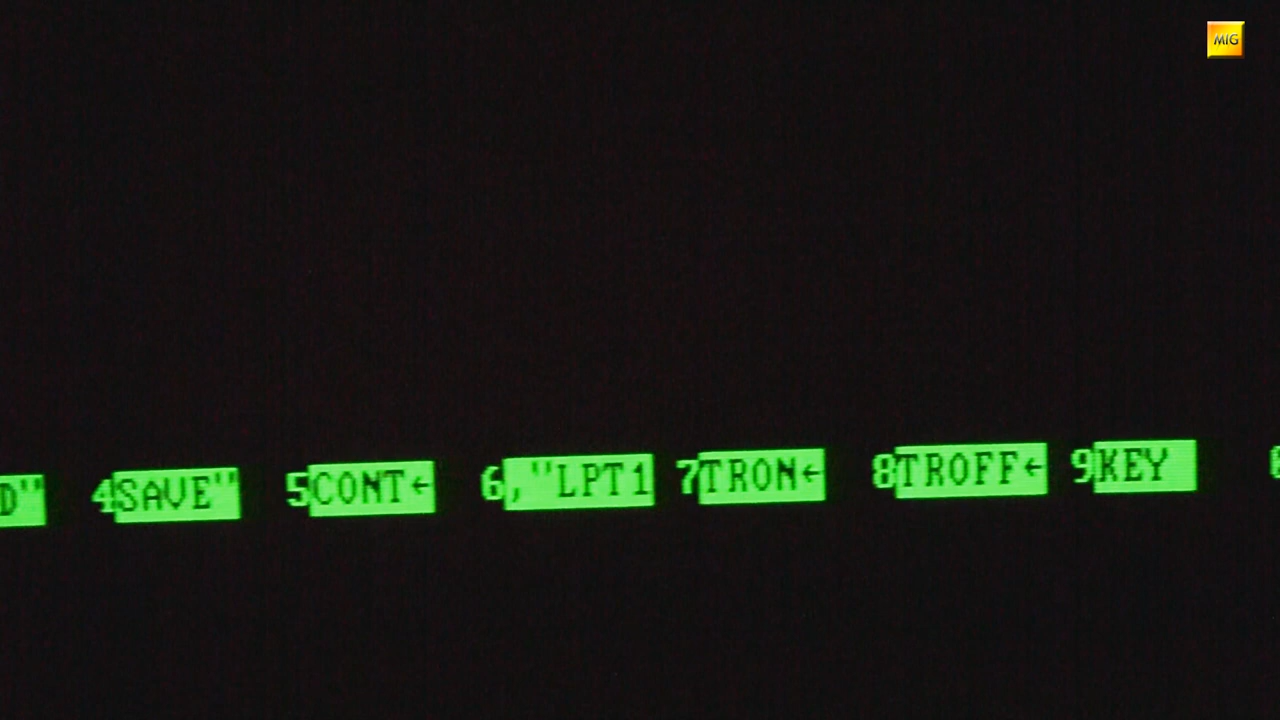 MIG
D" 4SAVE" 5CONT← 6,"LPT1 7TRON← 8TROFF← 9KEY